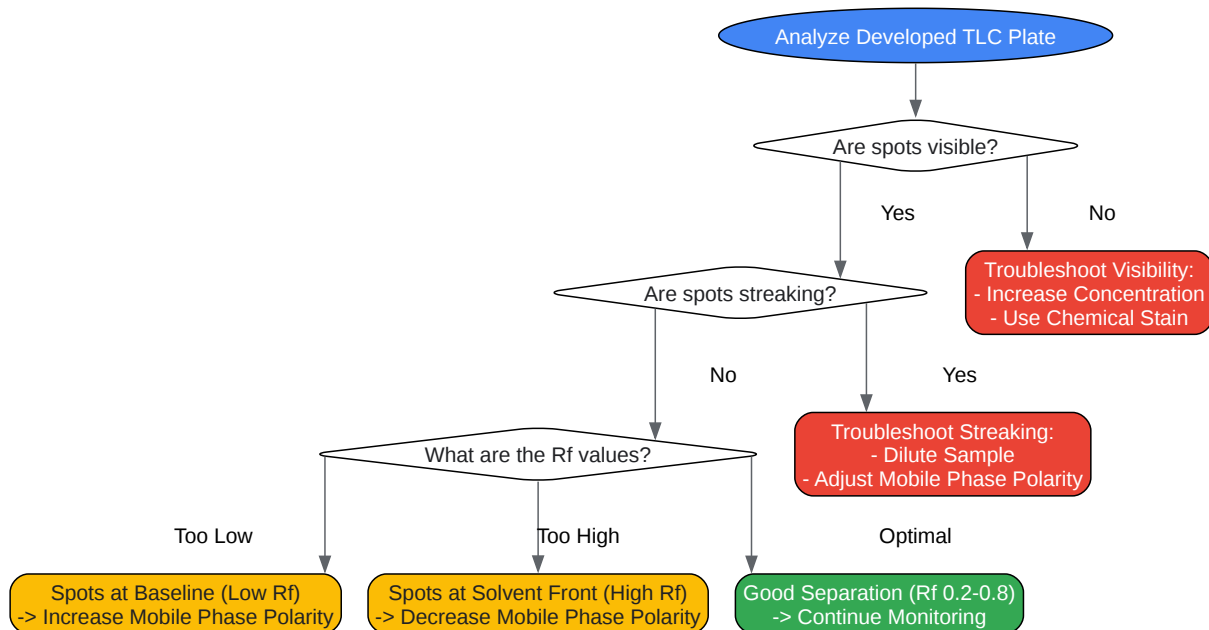 Analyze Developed TLC Plate
Are spots visible?
Yes
No
Troubleshoot Visibility:
- Increase Concentration
- Use Chemical Stain
Are spots streaking?
No
Yes
Troubleshoot Streaking:
- Dilute Sample
- Adjust Mobile Phase Polarity
What are the Rf values?
Too Low
Too High
Optimal
Spots at Baseline (Low Rf)
-> Increase Mobile Phase Polarity
Spots at Solvent Front (High Rf)
-> Decrease Mobile Phase Polarity
Good Separation (Rf 0.2-0.8)
-> Continue Monitoring